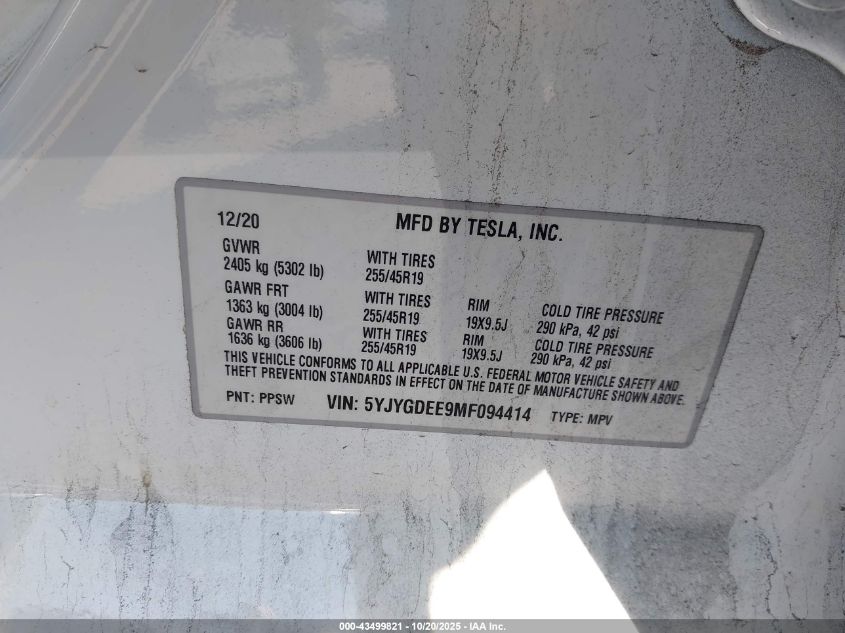 12/20 MFD BY TESLA, INC.
GVWR
2405 kg (5302 lb) WITH TIRES 255/45R19
GAWR FRT
1363 kg (3004 lb) WITH TIRES 255/45R19 RIM 19X9.5J COLD TIRE PRESSURE 290 kPa, 42 psi
GAWR RR
1636 kg (3606 lb) WITH TIRES 255/45R19 RIM 19X9.5J COLD TIRE PRESSURE 290 kPa, 42 psi
THIS VEHICLE CONFORMS TO ALL APPLICABLE U.S. FEDERAL MOTOR VEHICLE SAFETY AND
THEFT PREVENTION STANDARDS IN EFFECT ON THE DATE OF MANUFACTURE SHOWN ABOVE.
PNT: PPSW VIN: 5YJYGDEE9MF094414 TYPE: MPV
000-43499821 - 10/20/2025 - IAA Inc.